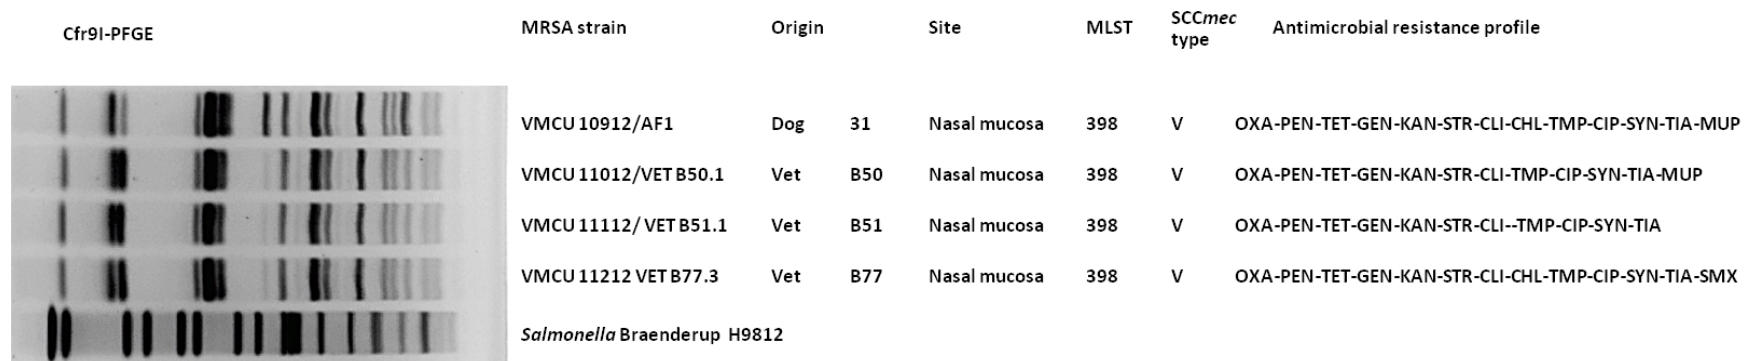 Cfr9I-PFGE MRSA strain Origin Site MLST SCCmec type Antimicrobial resistance profile
VMCU 10912/AF1 Dog 31 Nasal mucosa 398 V OXA-PEN-TET-GEN-KAN-STR-CLI-CHL-TMP-CIP-SYN-TIA-MUP
VMCU 11012/VET B50.1 Vet B50 Nasal mucosa 398 V OXA-PEN-TET-GEN-KAN-STR-CLI-TMP-CIP-SYN-TIA-MUP
VMCU 11112/ VET B51.1 Vet B51 Nasal mucosa 398 V OXA-PEN-TET-GEN-KAN-STR-CLI--TMP-CIP-SYN-TIA
VMCU 11212 VET B77.3 Vet B77 Nasal mucosa 398 V OXA-PEN-TET-GEN-KAN-STR-CLI-CHL-TMP-CIP-SYN-TIA-SMX
Salmonella Braenderup H9812